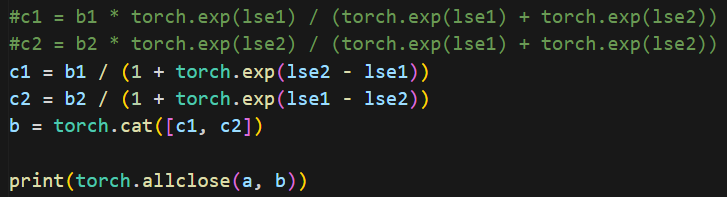 #c1 = b1 * torch.exp(lse1) / (torch.exp(lse1) + torch.exp(lse2))
#c2 = b2 * torch.exp(lse2) / (torch.exp(lse1) + torch.exp(lse2))
c1 = b1 / (1 + torch.exp(lse2 - lse1))
c2 = b2 / (1 + torch.exp(lse1 - lse2))
b = torch.cat([c1, c2])
print(torch.allclose(a, b))